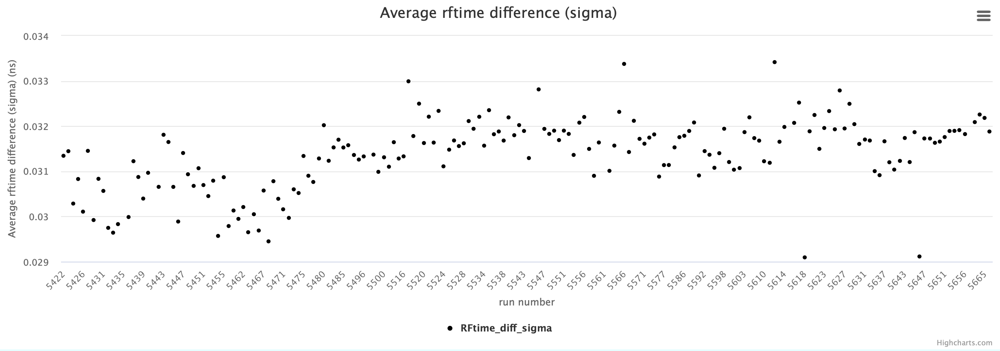 Average rftime difference (sigma)
Average rftime difference (sigma) (ns)
0.034
0.033
0.032
0.031
0.03
0.029
5422 5426 5431 5435 5439 5443 5447 5451 5455 5462 5467 5471 5475 5480 5485 5496 5500 5516 5520 5524 5528 5534 5538 5543 5547 5551 5556 5561 5566 5571 5577 5586 5592 5598 5603 5610 5614 5618 5623 5627 5631 5637 5643 5647 5651 5656 5665
run number
RFtime_diff_sigma
Highcharts.com